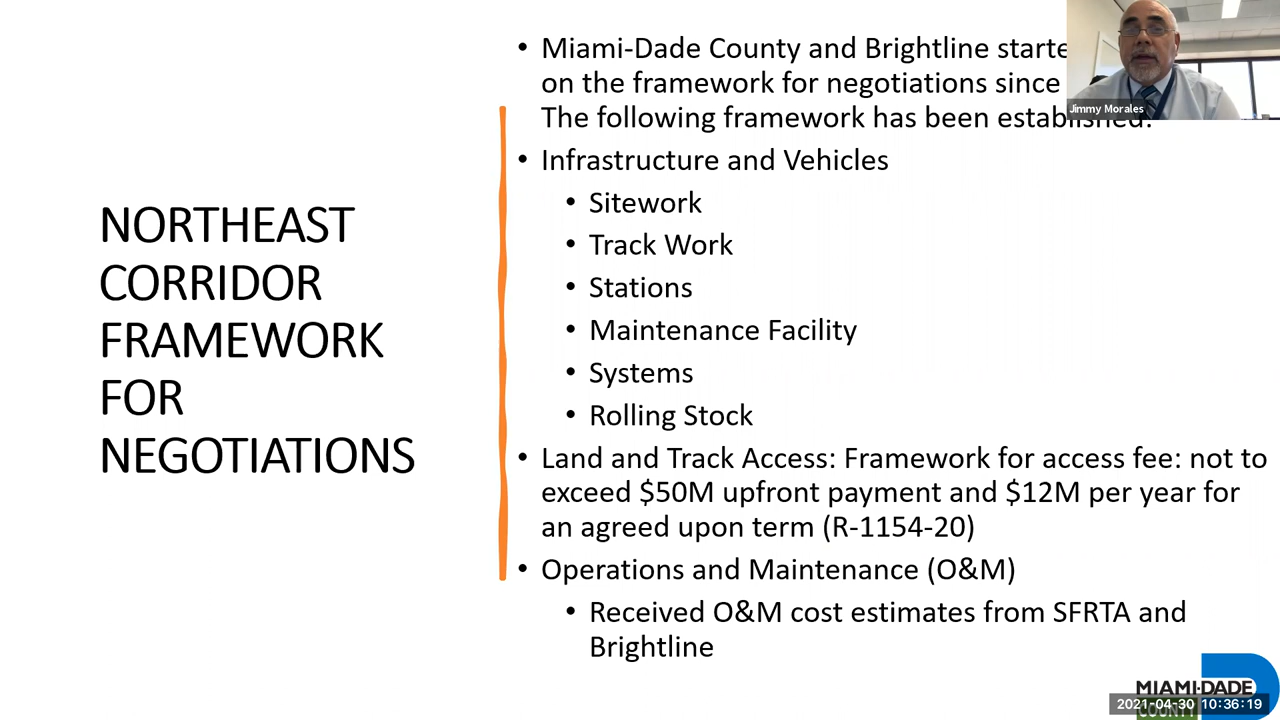 NORTHEAST
CORRIDOR
FRAMEWORK
FOR
NEGOTIATIONS
• Miami-Dade County and Brightline starte
on the framework for negotiations since
The following framework has been established:
• Infrastructure and Vehicles
• Sitework
• Track Work
• Stations
• Maintenance Facility
• Systems
• Rolling Stock
• Land and Track Access: Framework for access fee: not to
exceed $50M upfront payment and $12M per year for
an agreed upon term (R-1154-20)
• Operations and Maintenance (O&M)
• Received O&M cost estimates from SFRTA and
Brightline
Jimmy Morales
MIAMI-DADE
COUNTY
2021-04-30 10:36:19